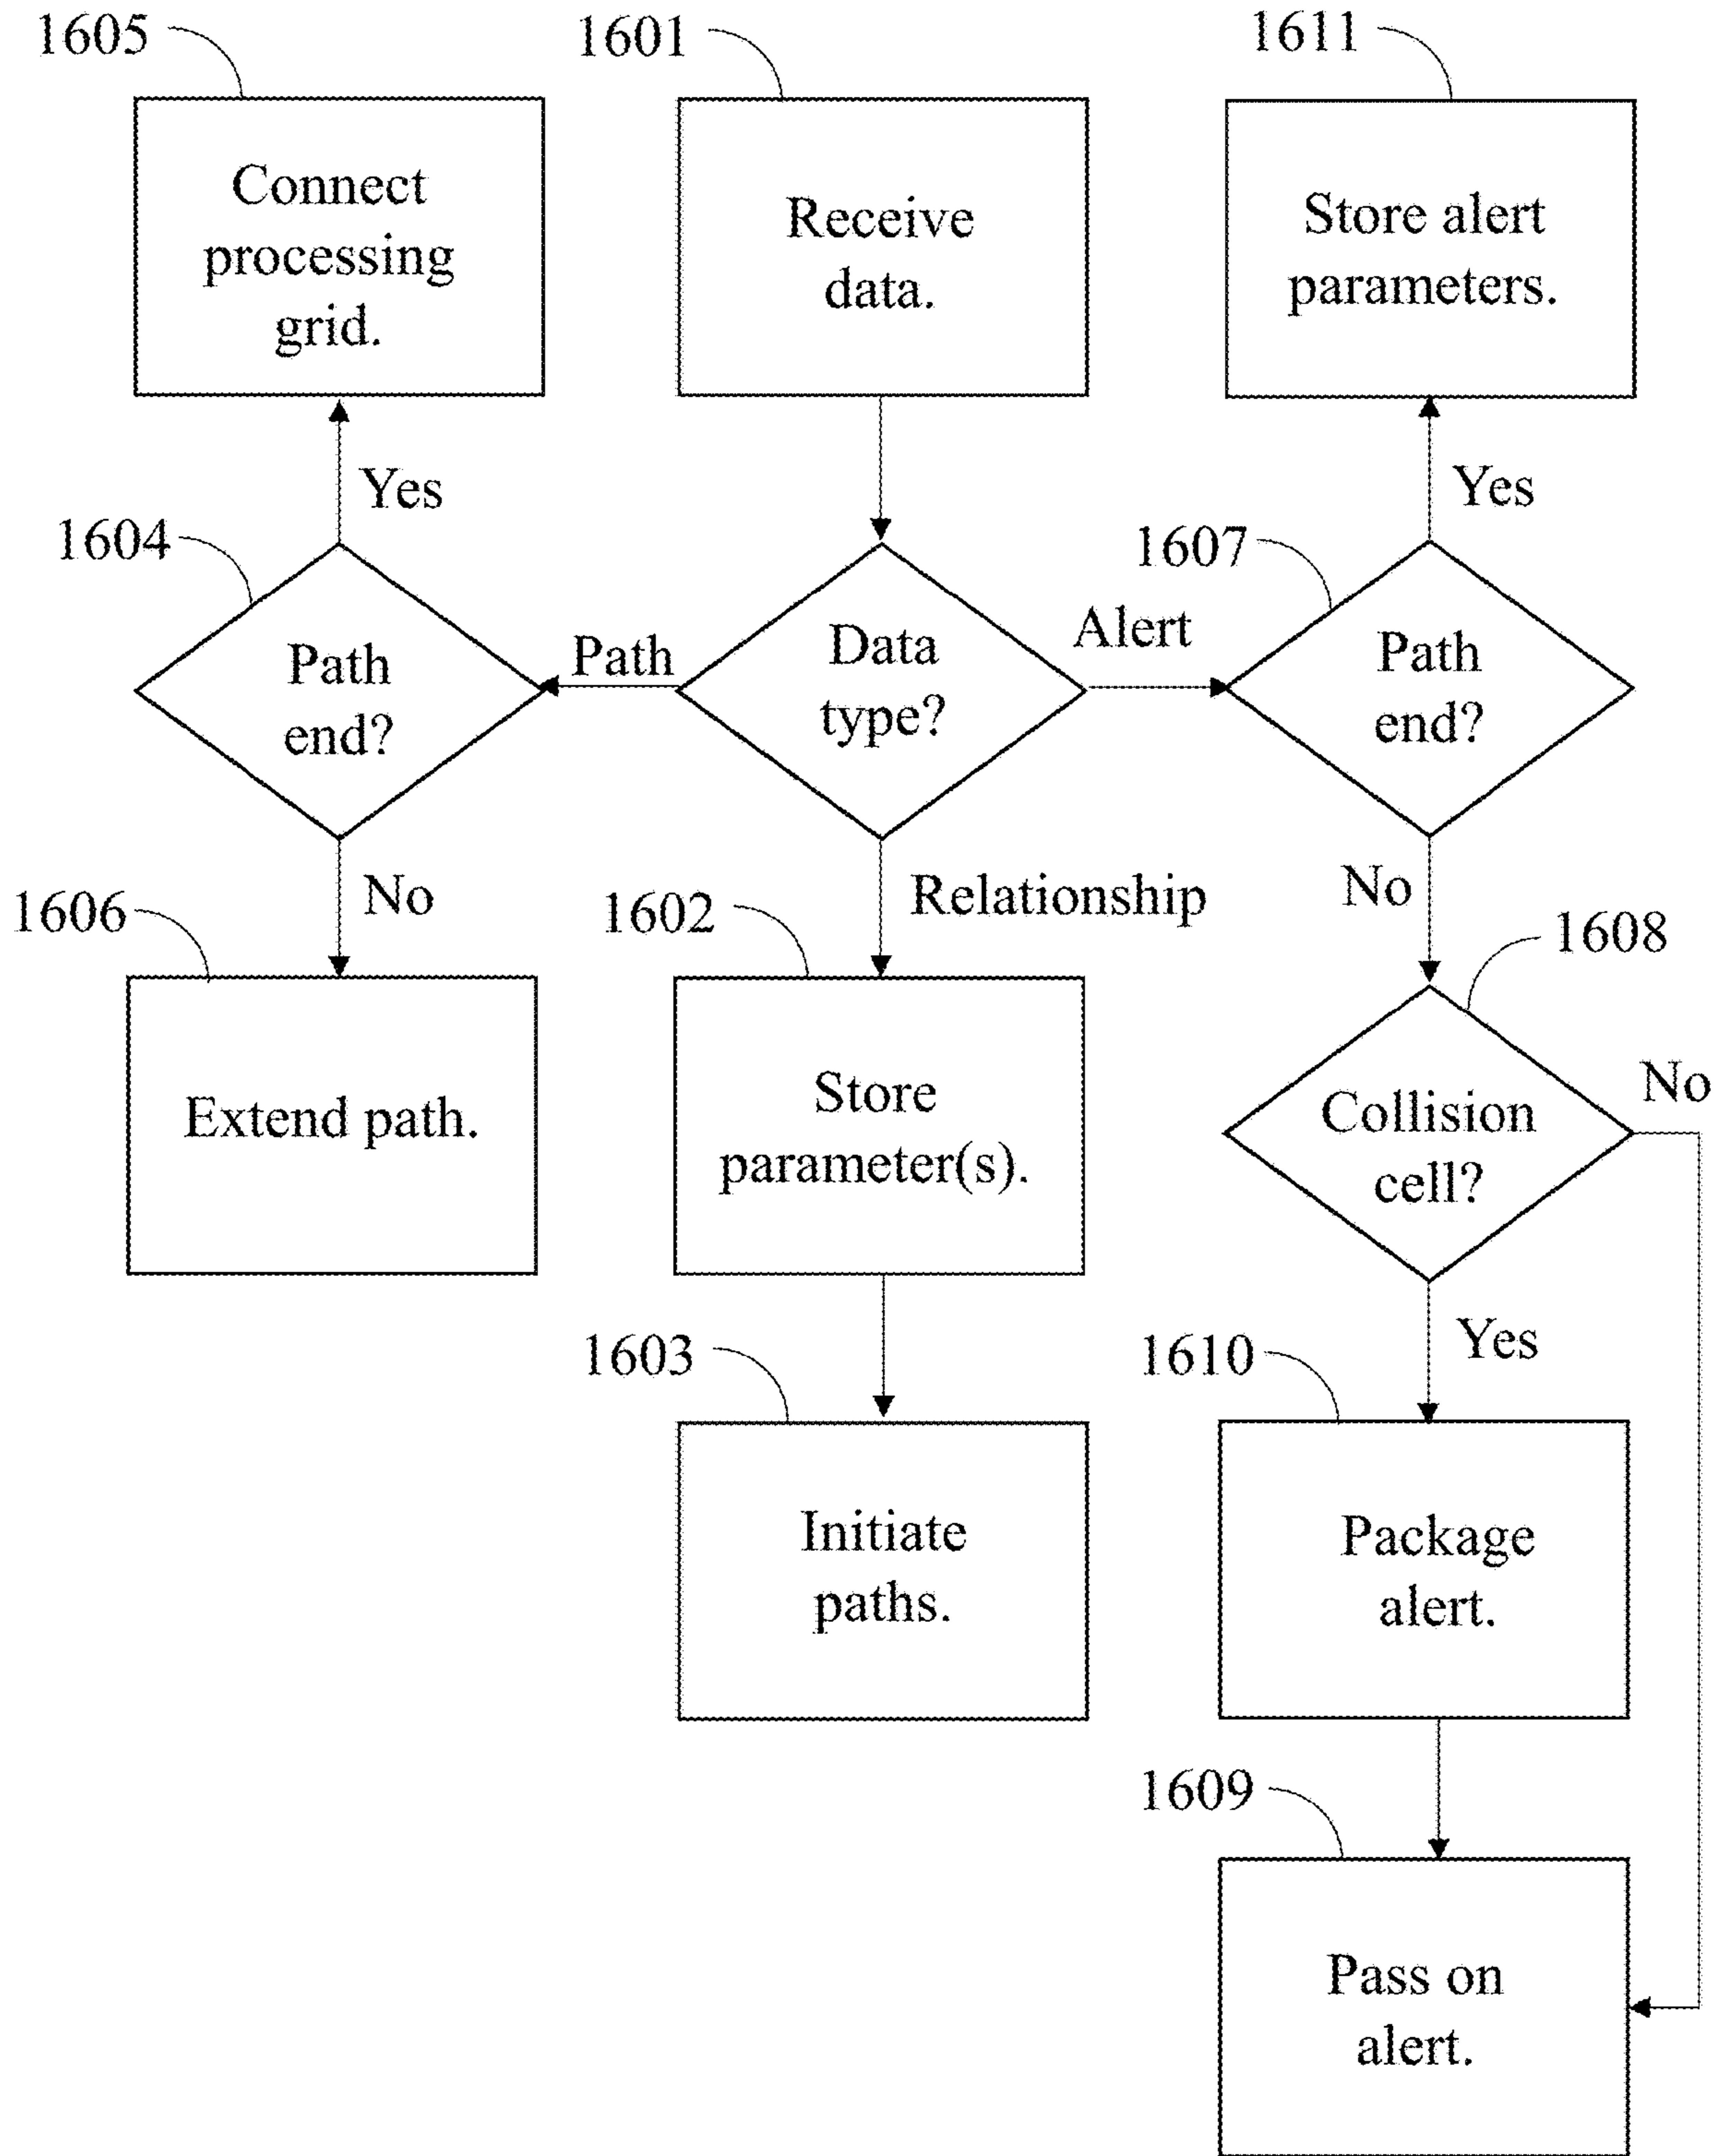 1605
1601
1611
Connect
processing
grid.
Receive
data.
Store alert
parameters.
Yes
Yes
1604
1607
Path
end?
Path
Data
type?
Alert
Path
end?
No
Relationship
No
1606
1602
1608
Extend path.
Store
parameter(s).
Collision
cell?
No
1603
1610
Yes
Initiate
paths.
Package
alert.
1609
Pass on
alert.